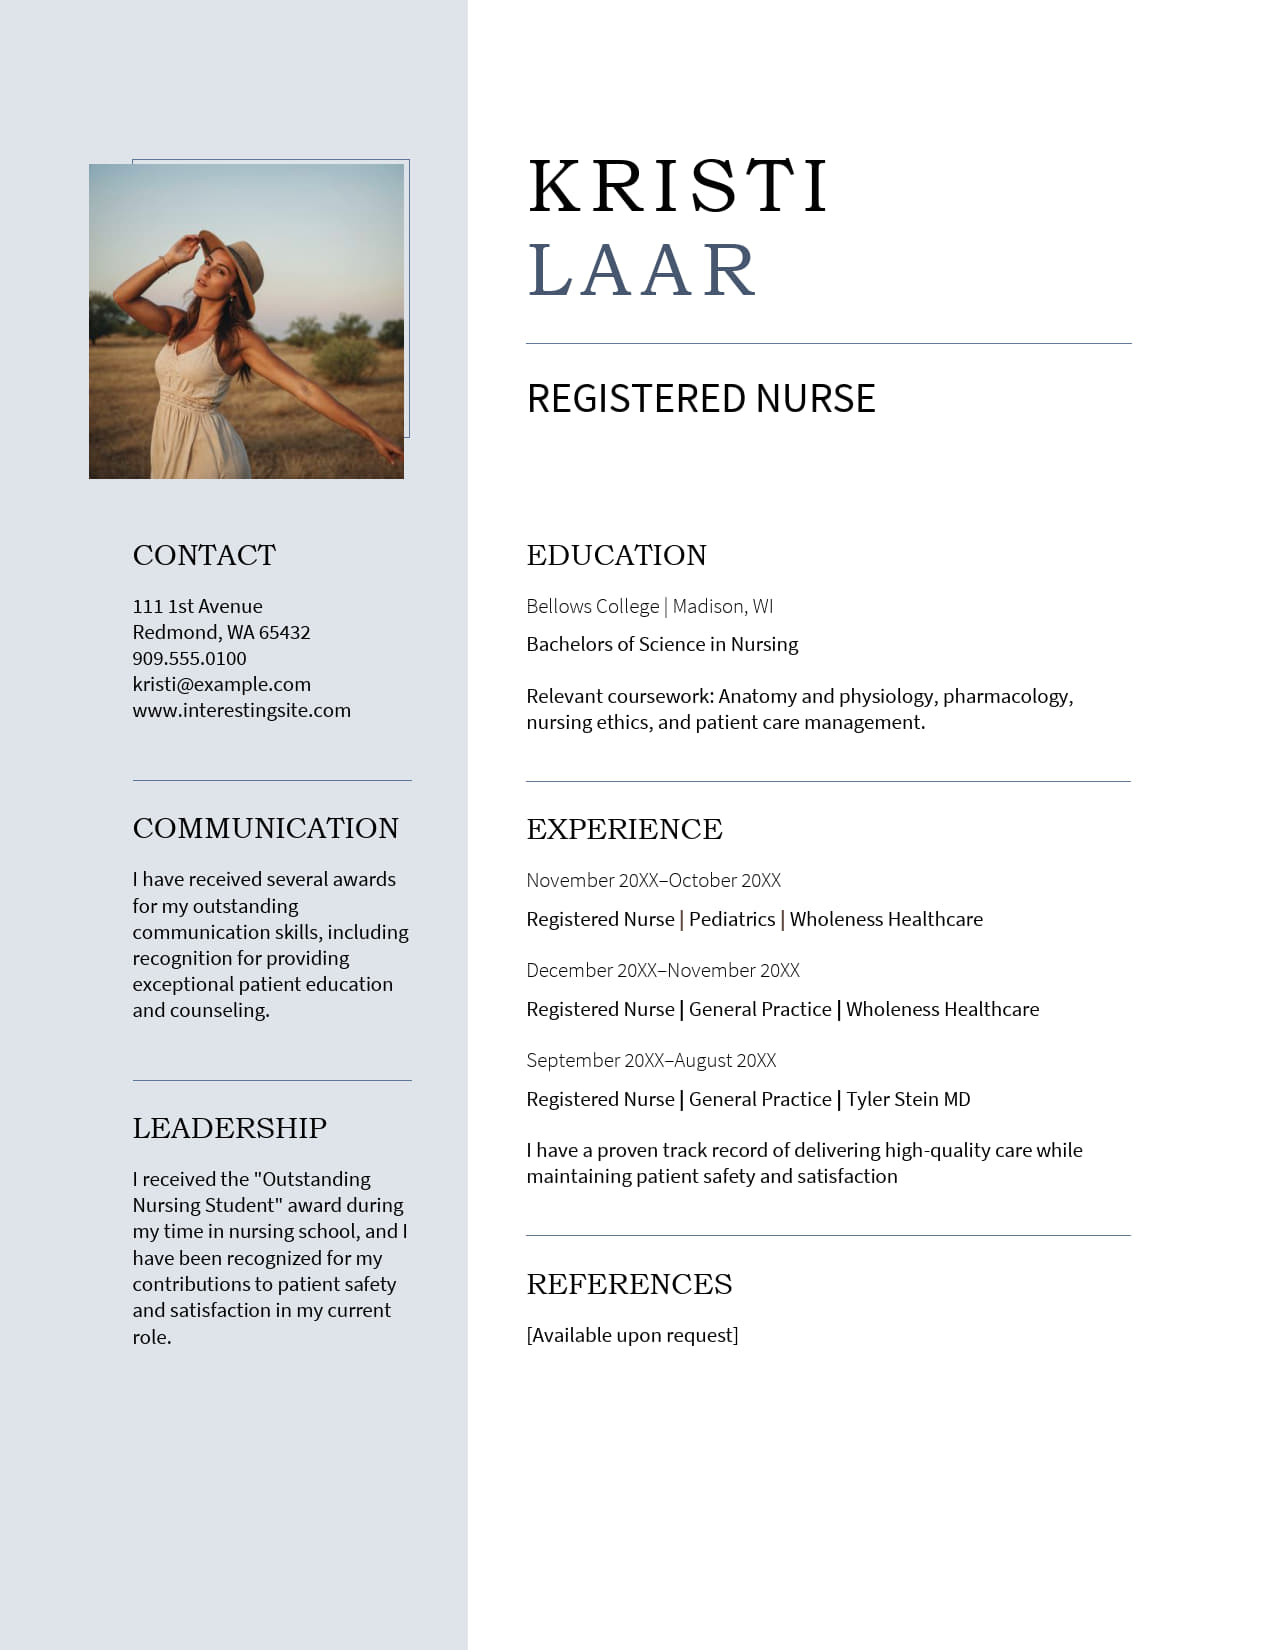 KRISTI
LAAR
REGISTERED NURSE
CONTACT
111 1st Avenue
Redmond, WA 65432
909.555.0100
kristi@example.com
www.interestingsite.com
COMMUNICATION
I have received several awards
for my outstanding
communication skills, including
recognition for providing
exceptional patient education
and counseling.
LEADERSHIP
I received the "Outstanding
Nursing Student" award during
my time in nursing school, and I
have been recognized for my
contributions to patient safety
and satisfaction in my current
role.
EDUCATION
Bellows College | Madison, WI
Bachelors of Science in Nursing
Relevant coursework: Anatomy and physiology, pharmacology,
nursing ethics, and patient care management.
EXPERIENCE
November 20XX–October 20XX
Registered Nurse | Pediatrics | Wholeness Healthcare
December 20XX–November 20XX
Registered Nurse | General Practice | Wholeness Healthcare
September 20XX–August 20XX
Registered Nurse | General Practice | Tyler Stein MD
I have a proven track record of delivering high-quality care while
maintaining patient safety and satisfaction
REFERENCES
[Available upon request]